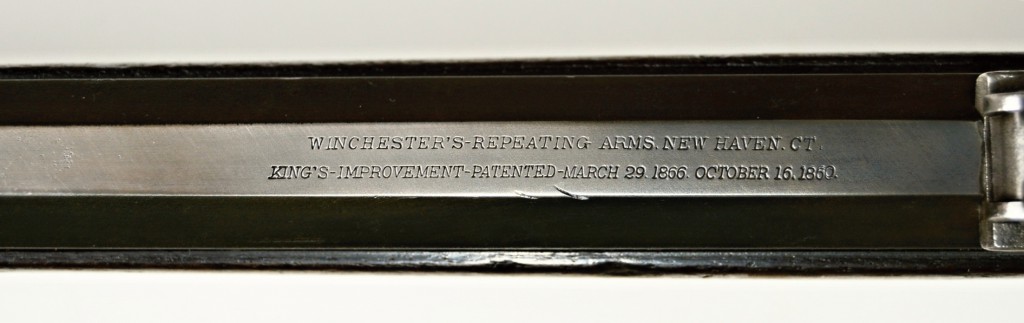 WINCHESTER'S-REPEATING ARMS. NEW HAVEN. CT.
KING'S-IMPROVEMENT-PATENTED-MARCH 29. 1866. OCTOBER 16. 1860.